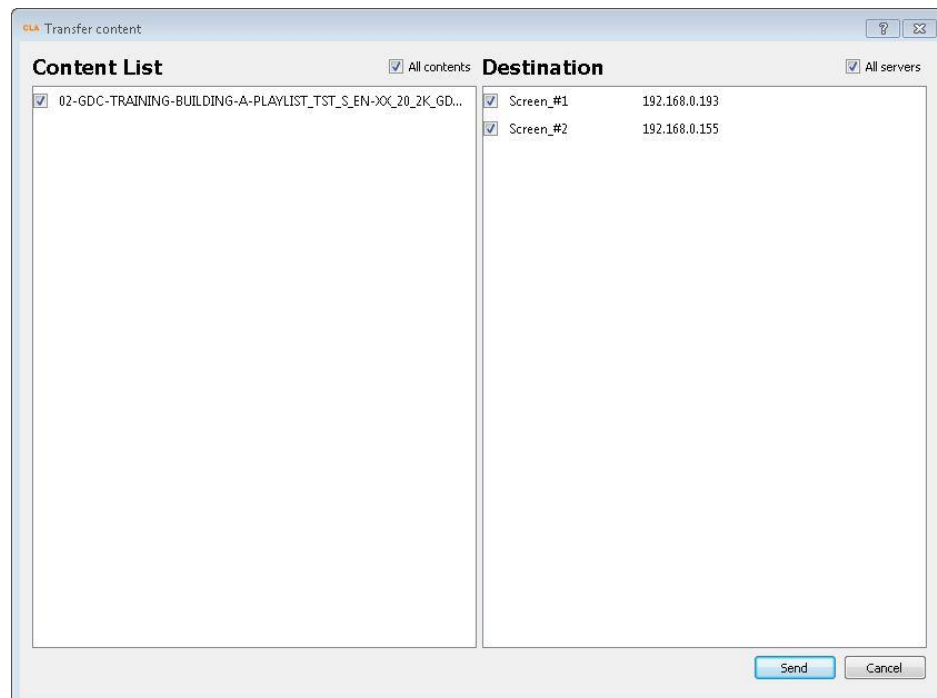 CLA Transfer content
Content List
All contents
Destination
All servers
02-GDC-TRAINING-BUILDING-A-PLAYLIST_TST_S_EN-XX_20_2K_GD...
Screen_#1 192.168.0.193
Screen_#2 192.168.0.155
Send
Cancel